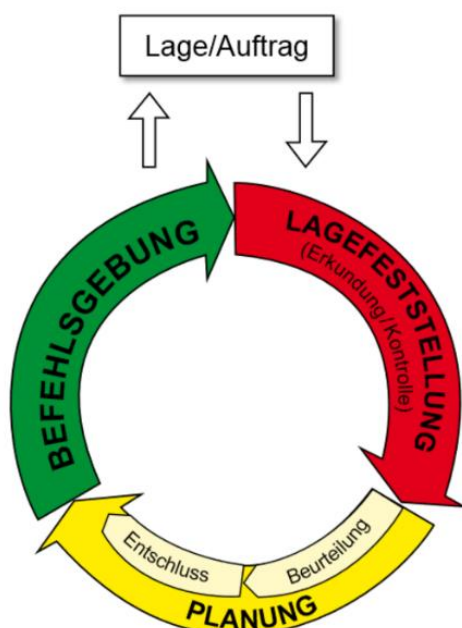 Lage/Auftrag
LAGEFESTSTELLUNG
(Erkundung/Kontrolle)
Beurteilung
Entschluss
PLANUNG
BEFEHLSGEBUNG